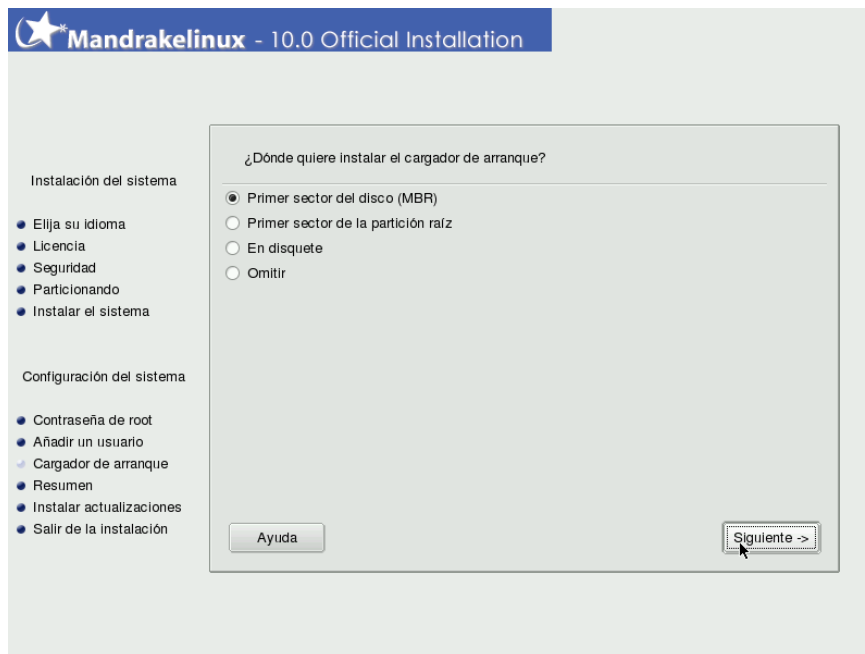 Mandrakelinux - 10.0 Official Installation
Instalación del sistema
Elija su idioma
Licencia
Seguridad
Particionando
Instalar el sistema
Configuración del sistema
Contraseña de root
Añadir un usuario
Cargador de arranque
Resumen
Instalar actualizaciones
Salir de la instalación
¿Dónde quiere instalar el cargador de arranque?
Primer sector del disco (MBR)
Primer sector de la partición raíz
En disquete
Omitir
Ayuda
Siguiente ->